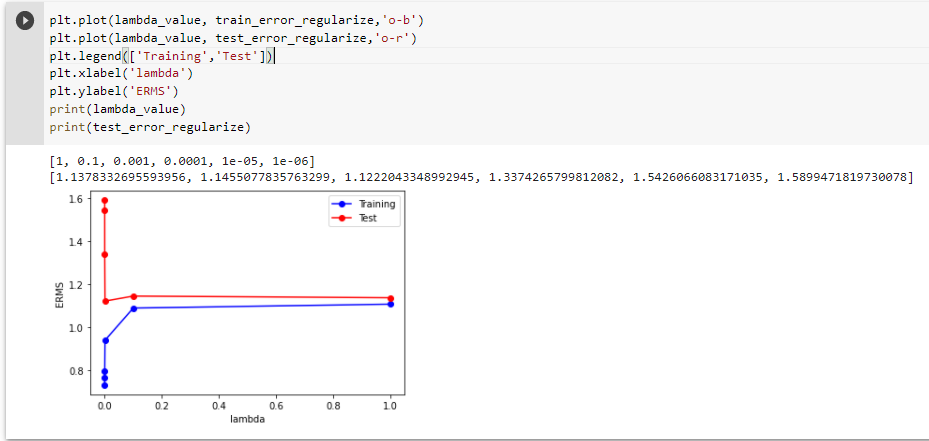 plt.plot(lambda_value, train_error_regularize,'o-b')
plt.plot(lambda_value, test_error_regularize,'o-r')
plt.legend(['Training','Test'])
plt.xlabel('lambda')
plt.ylabel('ERMS')
print(lambda_value)
print(test_error_regularize)
[1, 0.1, 0.001, 0.0001, 1e-05, 1e-06]
[1.1378332695593956, 1.1455077835763299, 1.1222043348992945, 1.3374265799812082, 1.5426066083171035, 1.5899471819730078]
Training
Test
1.6
1.4
1.2
1.0
0.8
ERMS
0.0 0.2 0.4 0.6 0.8 1.0
lambda